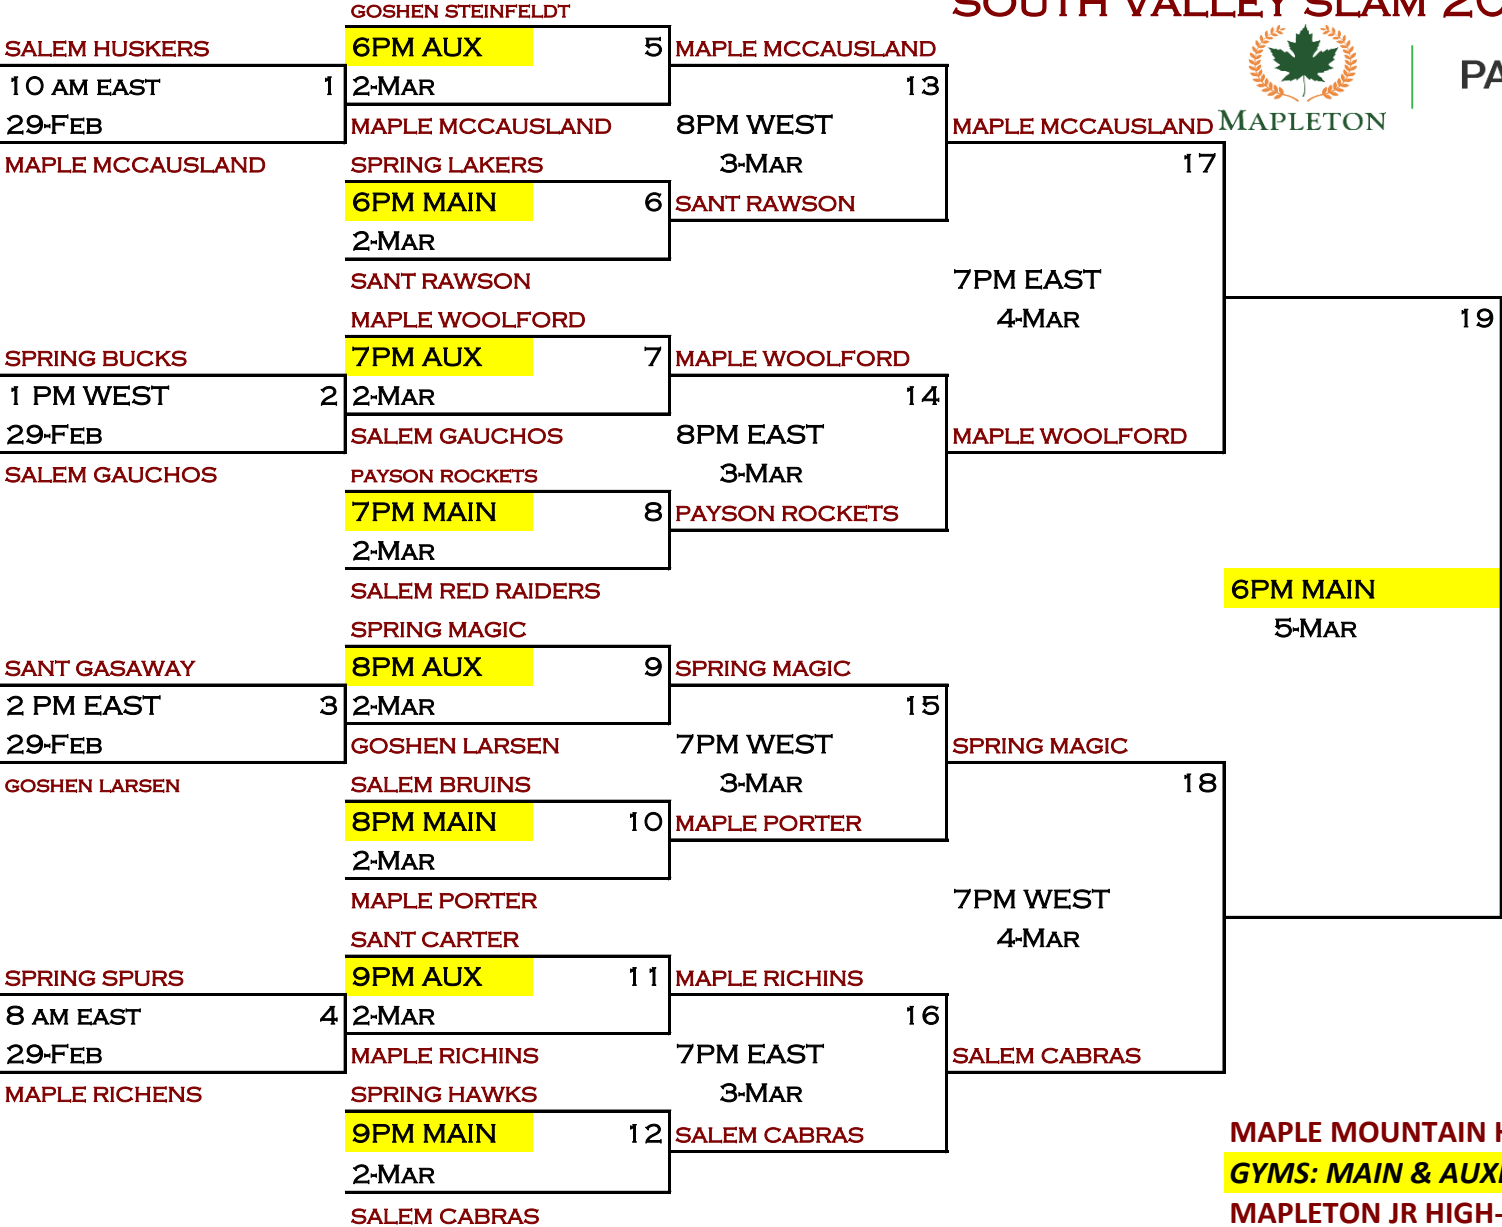 GOSHEN STEINFELDT
SOUTH VALLEY SLAM
SALEM HUSKERS
6PM AUX 5 MAPLE MCCAUSLAND
10 AM EAST 1 2-MAR 13
29-FEB MAPLE MCCAUSLAND 8PM WEST MAPLE MCCAUSLAND MAPLETON
MAPLE MCCAUSLAND SPRING LAKERS 3-MAR 17
6PM MAIN 6 SANT RAWSON
2-MAR
SANT RAWSON 7PM EAST
MAPLE WOOLFORD 4-MAR 19
SPRING BUCKS 7PM AUX 7 MAPLE WOOLFORD
1 PM WEST 2 2-MAR 14
29-FEB SALEM GAUCHOS 8PM EAST MAPLE WOOLFORD
SALEM GAUCHOS PAYSON ROCKETS 3-MAR
7PM MAIN 8 PAYSON ROCKETS
2-MAR
SALEM RED RAIDERS 6PM MAIN
SPRING MAGIC 5-MAR
SANT GASAWAY 8PM AUX 9 SPRING MAGIC
2 PM EAST 3 2-MAR 15
29-FEB GOSHEN LARSEN 7PM WEST SPRING MAGIC
GOSHEN LARSEN SALEM BRUINS 3-MAR 18
8PM MAIN 10 MAPLE PORTER
2-MAR
MAPLE PORTER 7PM WEST
SANT CARTER 4-MAR
SPRING SPURS 9PM AUX 11 MAPLE RICHINS
8 AM EAST 4 2-MAR 16
29-FEB MAPLE RICHINS 7PM EAST SALEM CABRAS
MAPLE RICHENS SPRING HAWKS 3-MAR
9PM MAIN 12 SALEM CABRAS MAPLE MOUNTAIN
2-MAR GYMS: MAIN &
SALEM CABRAS MAPLETON JR HIGH-